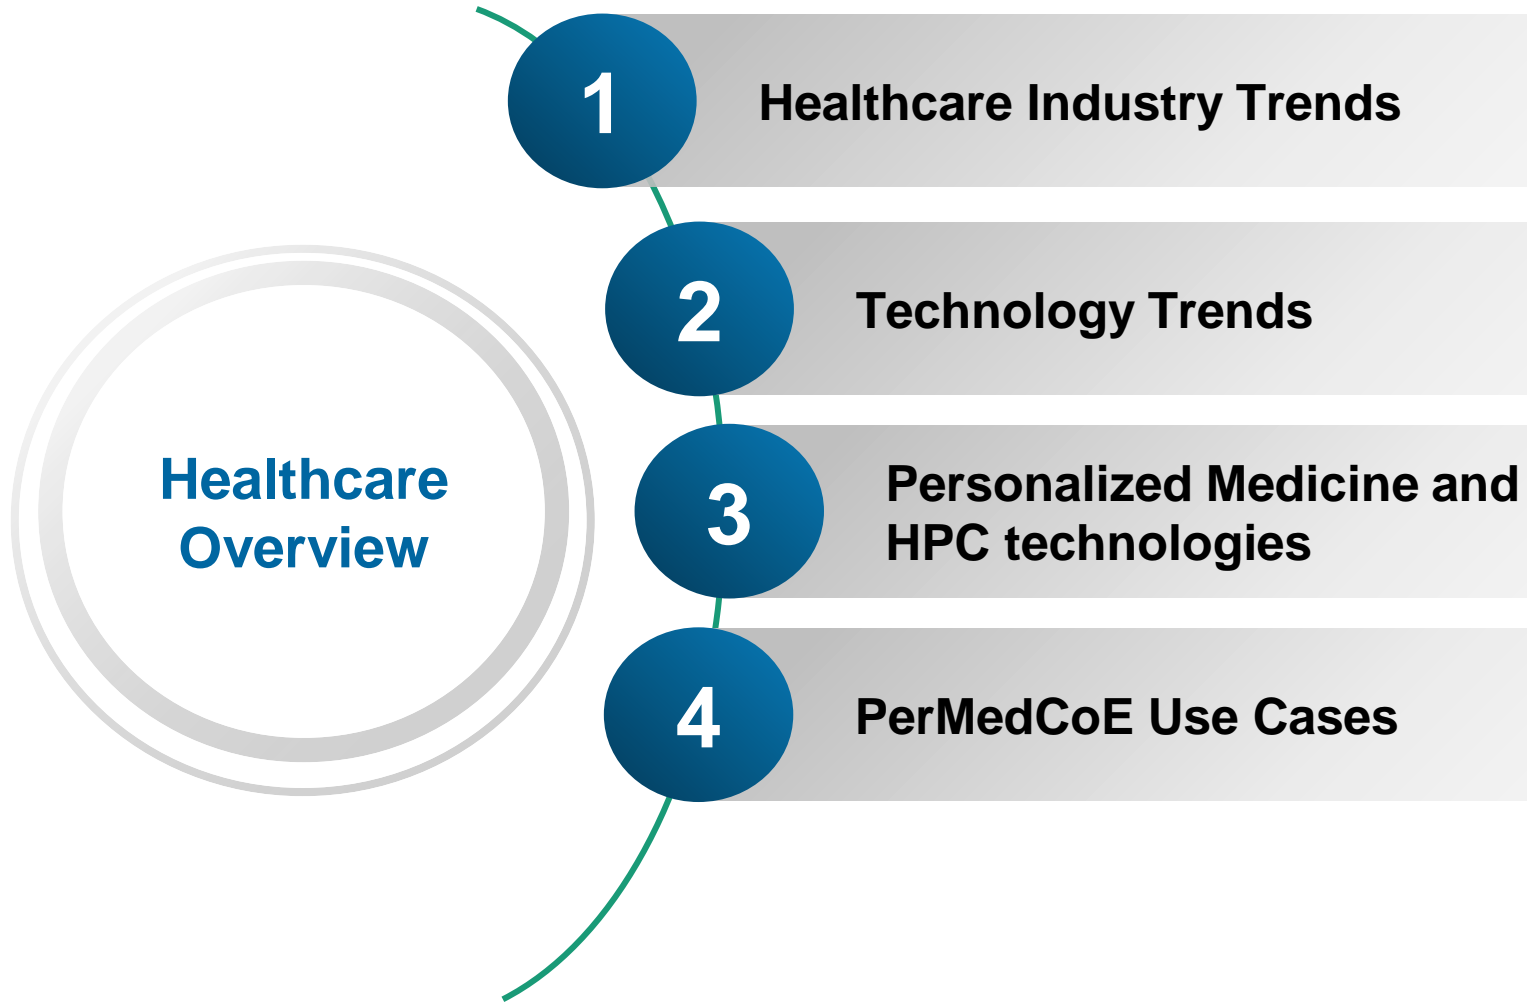 Healthcare
Overview
1
Healthcare Industry Trends
2
Technology Trends
3
Personalized Medicine and
HPC technologies
4
PerMedCoE Use Cases